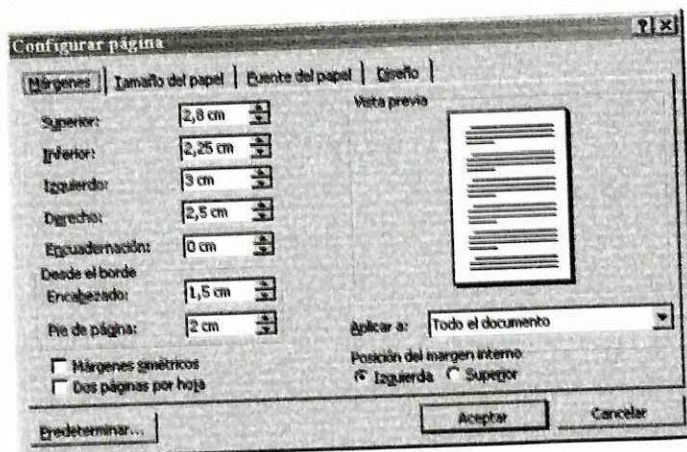 Configurar página
Márgenes Tamaño del papel Fuente del papel Diseño
Superior: 2,8 cm
Inferior: 2,25 cm
Izquierdo: 3 cm
Derecho: 2,5 cm
Encuadernación: 0 cm
Desde el borde
Encabezado: 1,5 cm
Pie de página: 2 cm
Márgenes simétricos
Dos páginas por hoja
Predeterminar...
Vista previa
Aplicar a: Todo el documento
Posición del margen interno
Izquierda Superior
Aceptar Cancelar